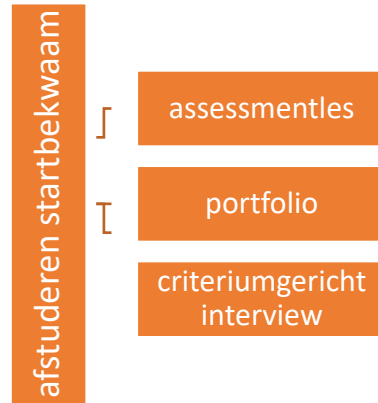 afstuderen startbekwaam
assessmentles
portfolio
criteriumgericht
interview